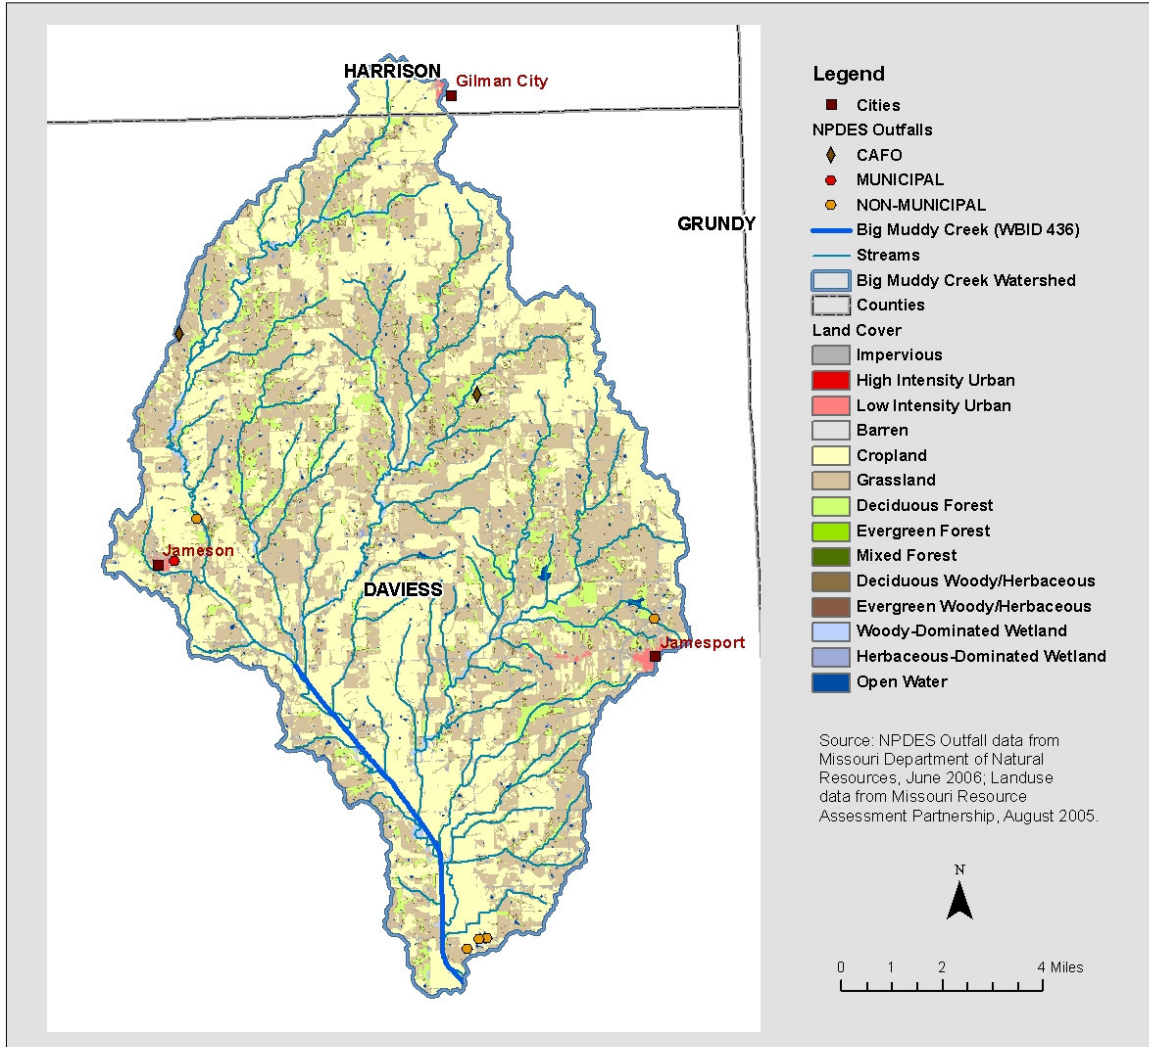 HARRISON
Gilman City
GRUNDY
Jameson
DAVIESS
Jamesport
Legend
Cities
NPDES Outfalls
CAFO
MUNICIPAL
NON-MUNICIPAL
Big Muddy Creek (WBID 436)
Streams
Big Muddy Creek Watershed
Counties
Land Cover
Impervious
High Intensity Urban
Low Intensity Urban
Barren
Cropland
Grassland
Deciduous Forest
Evergreen Forest
Mixed Forest
Deciduous Woody/Herbaceous
Evergreen Woody/Herbaceous
Woody-Dominated Wetland
Herbaceous-Dominated Wetland
Open Water
Source: NPDES Outfall data from
Missouri Department of Natural
Resources, June 2006; Landuse
data from Missouri Resource
Assessment Partnership, August 2005.
N
0 1 2 4 Miles